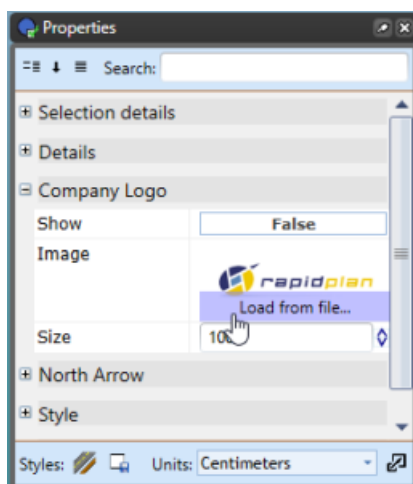 Properties
Search:
Selection details
Details
Company Logo
Show False
Image
rapidplan
Load from file...
Size
North Arrow
Style
Styles: Units: Centimeters